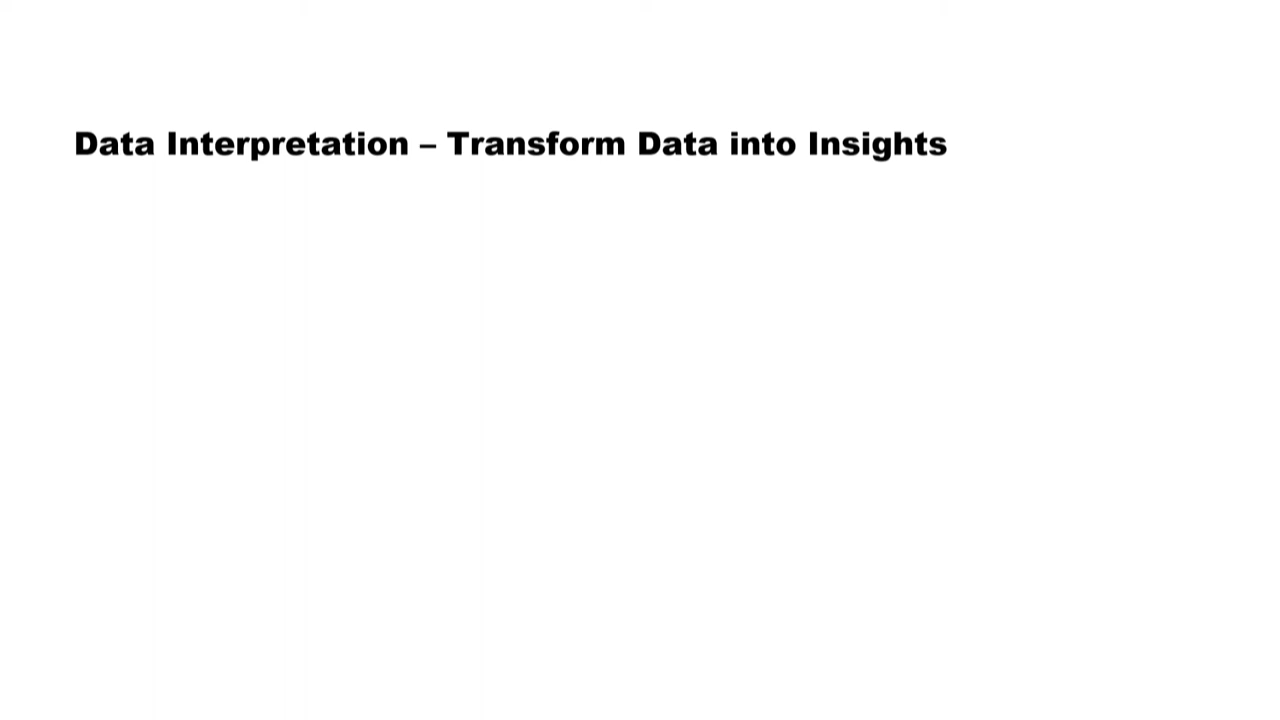 Data Interpretation – Transform Data into Insights